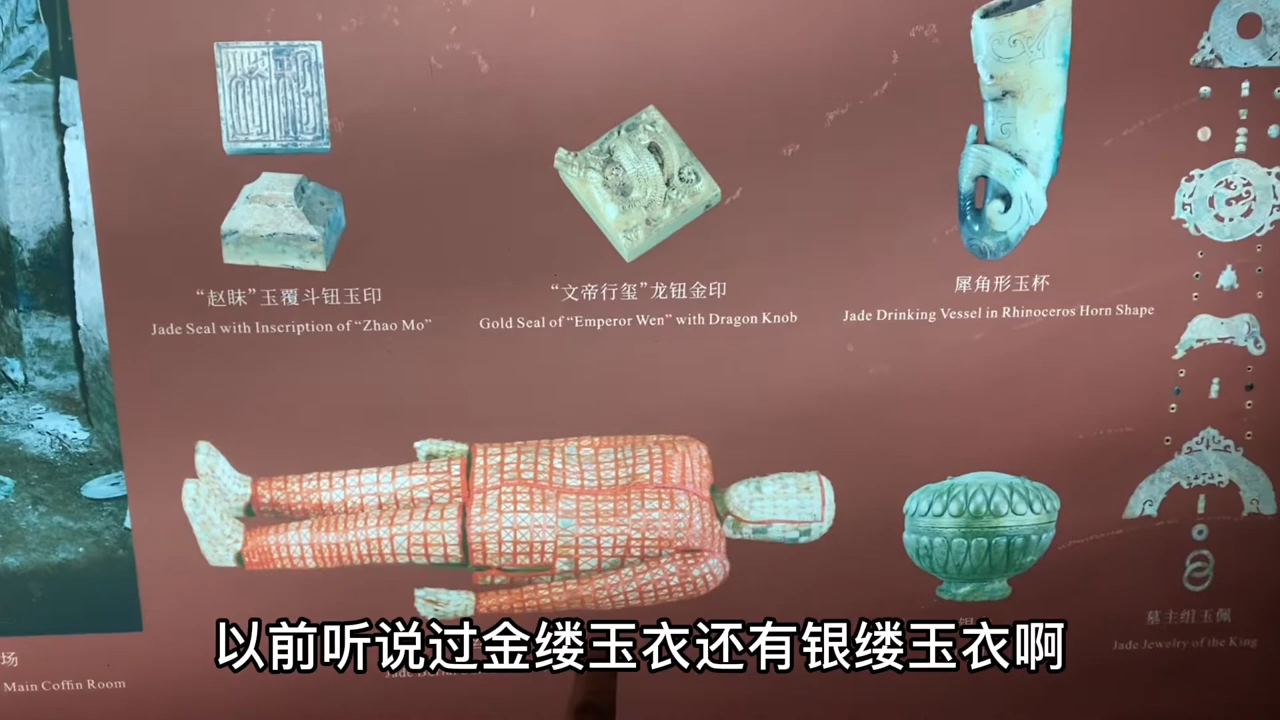 “赵眜”玉覆斗钮玉印
Jade Seal with Inscription of “Zhao Mo”
“文帝行玺”龙钮金印
Gold Seal of “Emperor Wen” with Dragon Knob
犀角形玉杯
Jade Drinking Vessel in Rhinoceros Horn Shape
场
Main Coffin Room
墓主组玉佩
Jade Jewelry of the King
以前听说过金缕玉衣还有银缕玉衣啊